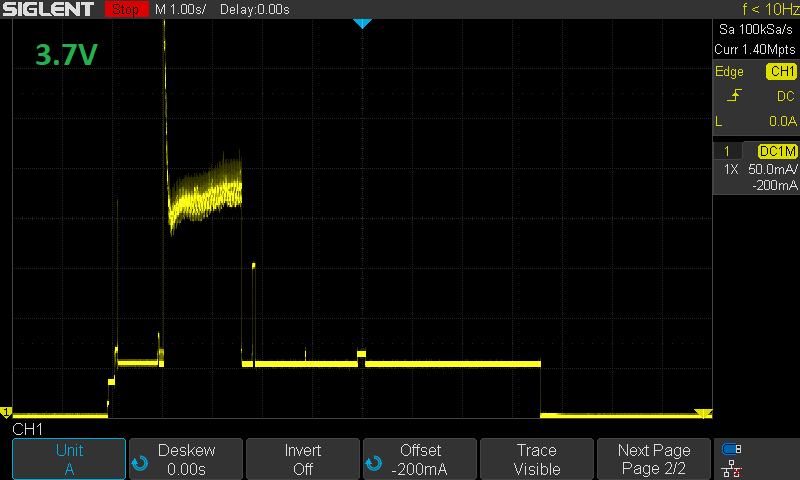 SIGLENT Stop M 1.00s/ Delay:0.00s f < 10Hz
3.7V
Sa 100kSa/s
Curr 1.40Mpts
Edge CH1
DC
L 0.0A
1 DC1M
1X 50.0mA/
-200mA
1
CH1
Unit Deskew Invert Offset Trace Next Page
A 0.00s Off -200mA Visible Page 2/2